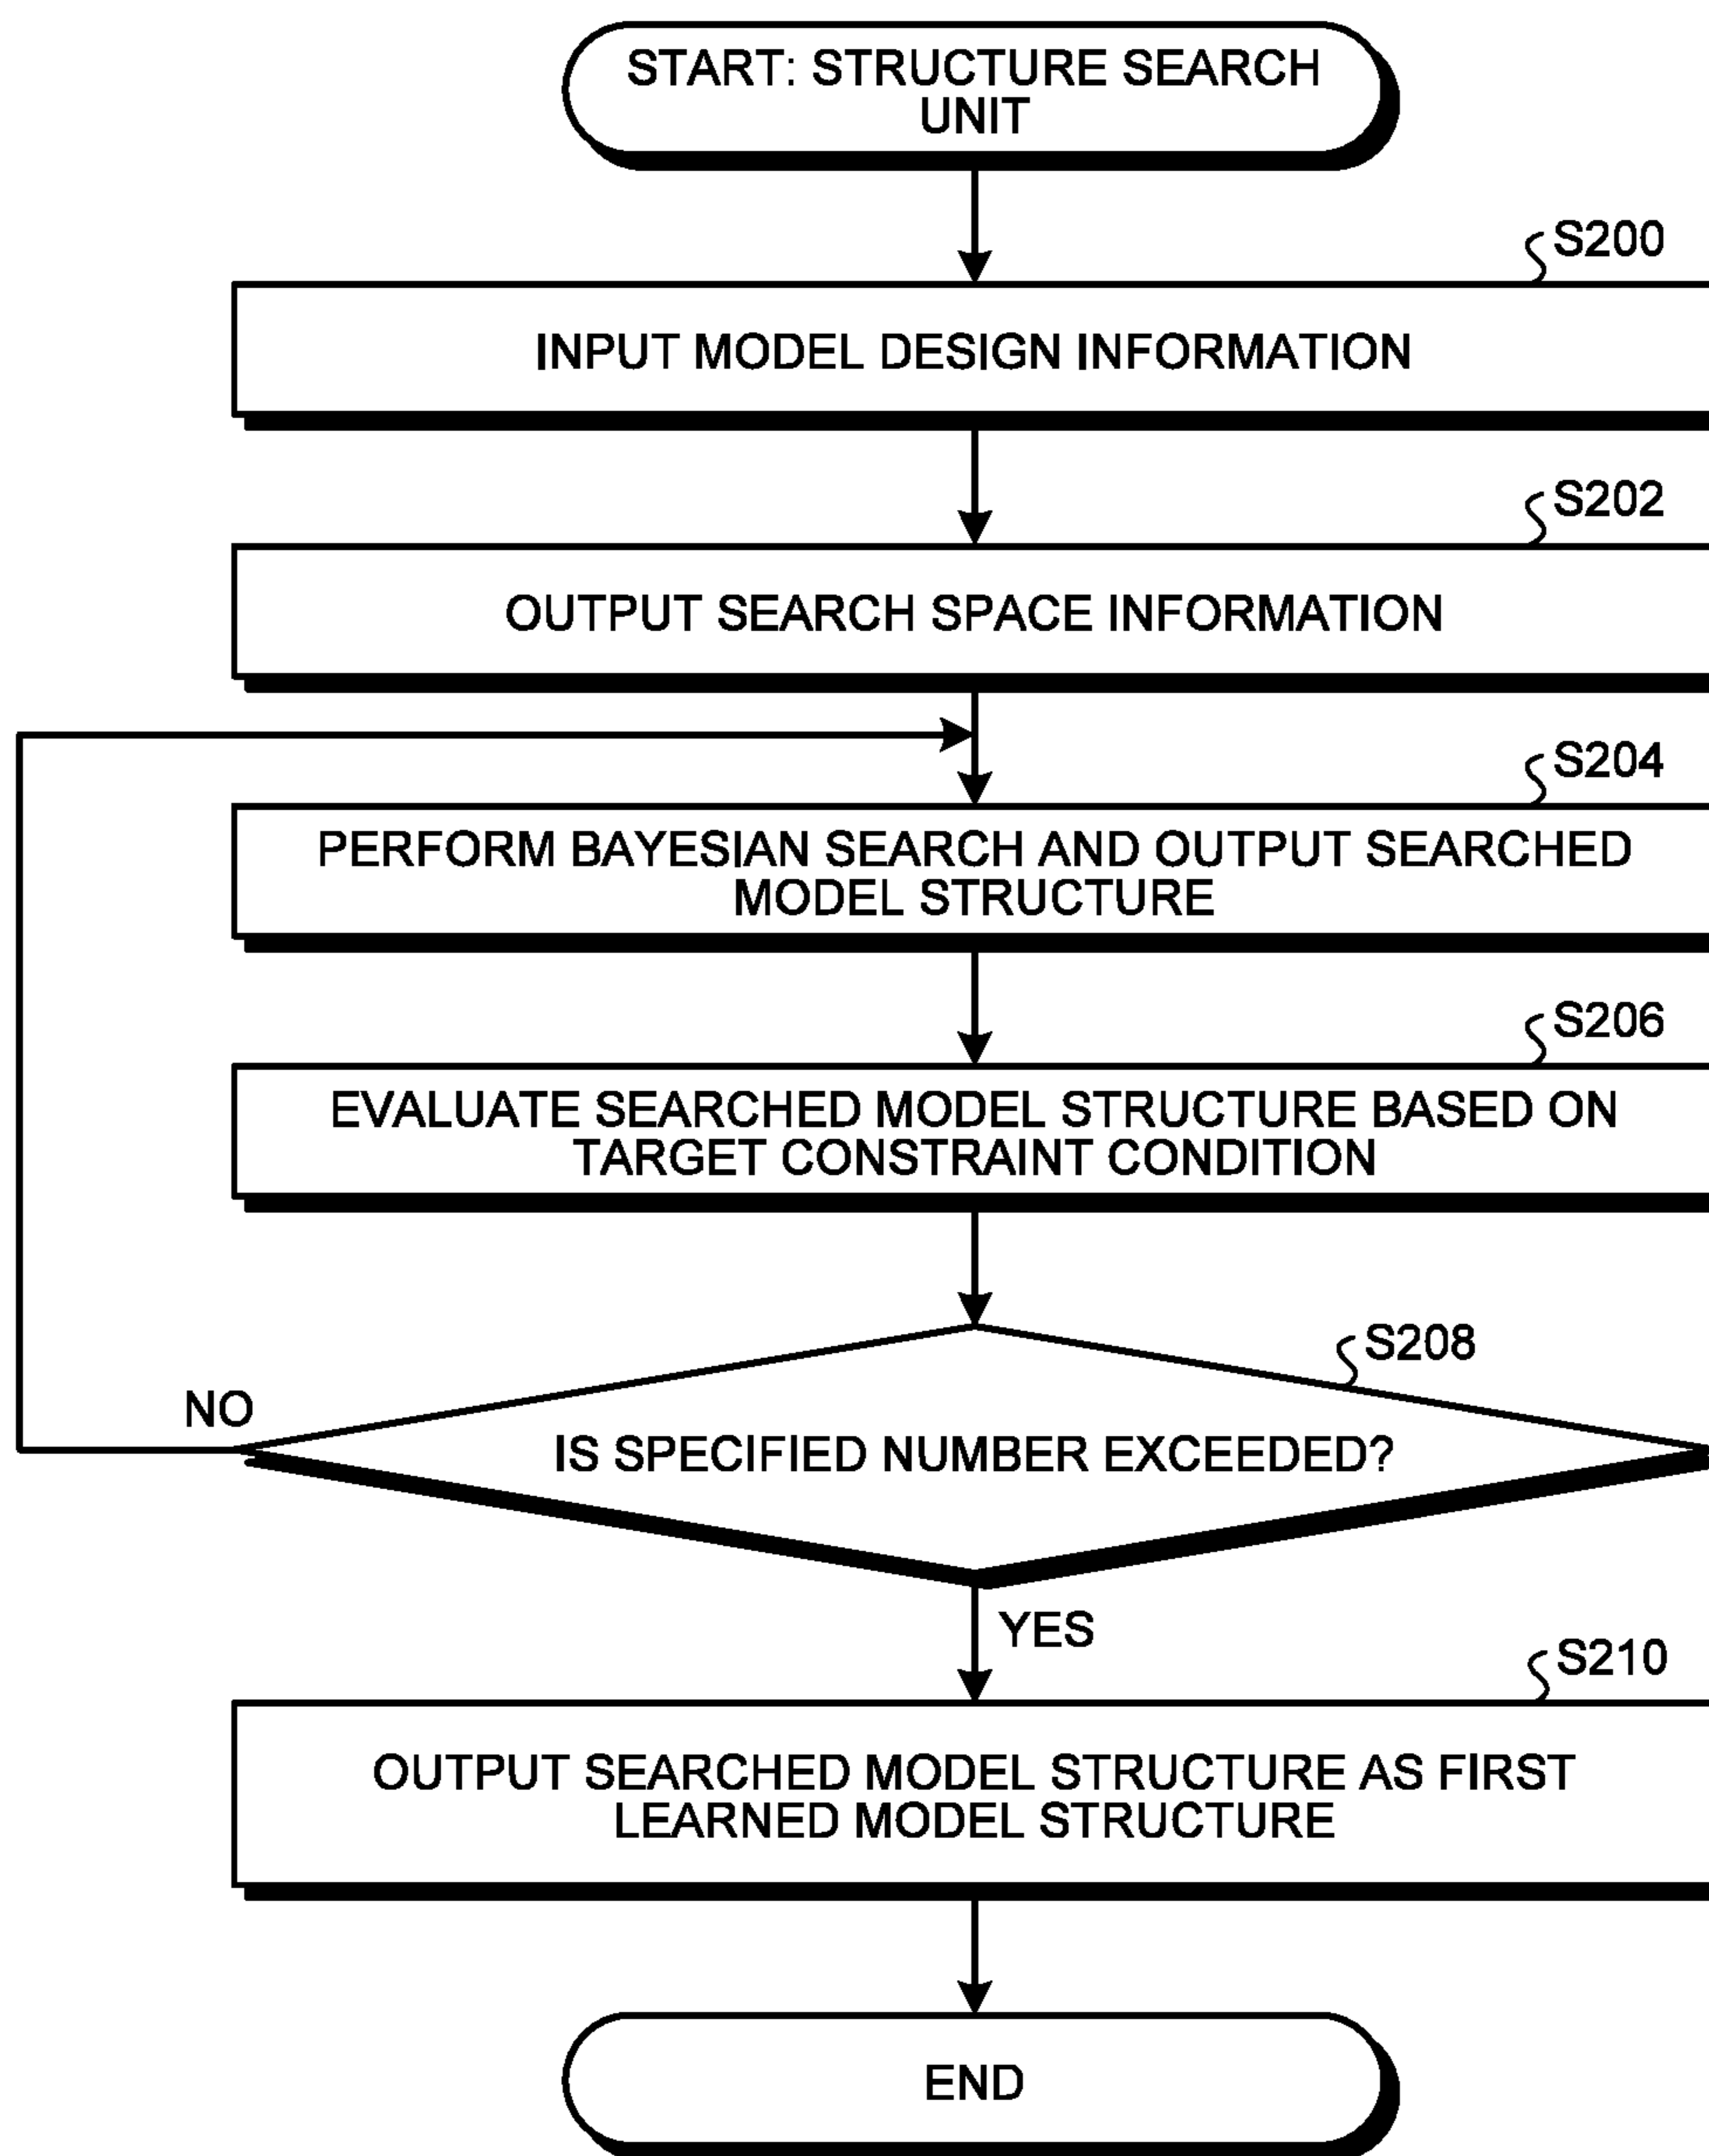 START: STRUCTURE SEARCH
UNIT
S200
INPUT MODEL DESIGN INFORMATION
S202
OUTPUT SEARCH SPACE INFORMATION
S204
PERFORM BAYESIAN SEARCH AND OUTPUT SEARCHED
MODEL STRUCTURE
S206
EVALUATE SEARCHED MODEL STRUCTURE BASED ON
TARGET CONSTRAINT CONDITION
S208
NO
IS SPECIFIED NUMBER EXCEEDED?
YES
S210
OUTPUT SEARCHED MODEL STRUCTURE AS FIRST
LEARNED MODEL STRUCTURE
END